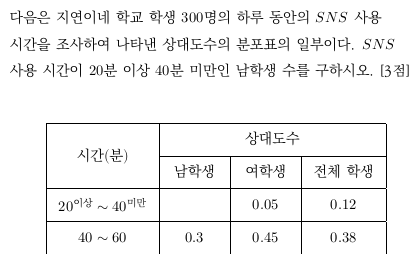 다음은 지연이네 학교 학생 300명의 하루 동안의 SNS 사용
시간을 조사하여 나타낸 상대도수의 분포표의 일부이다. SNS
사용 시간이 20분 이상 40분 미만인 남학생 수를 구하시오. [3점]
시간(분) 상대도수
남학생 여학생 전체 학생
20이상 ~ 40미만 0.05 0.12
40 ~ 60 0.3 0.45 0.38